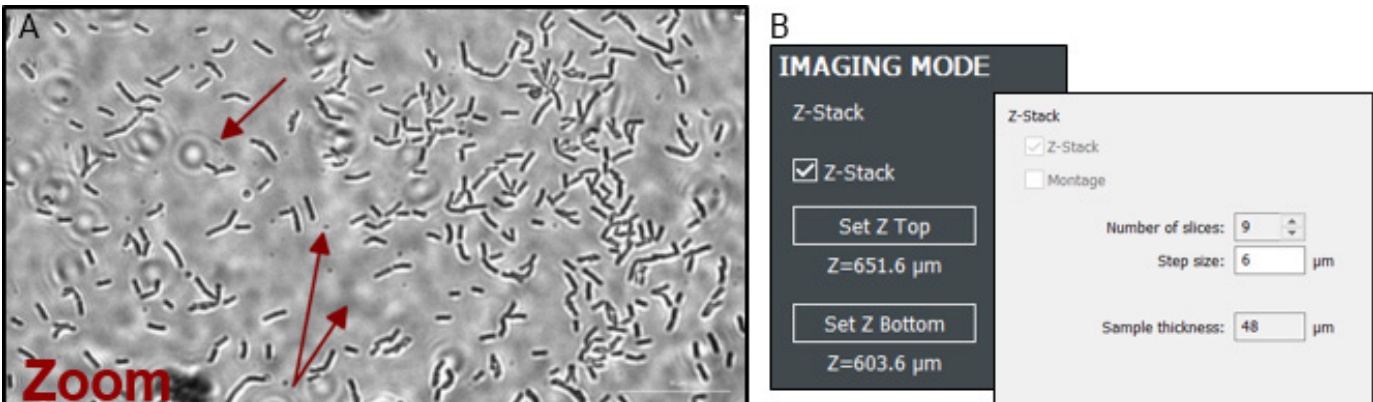 A
Zoom
B
IMAGING MODE
Z-Stack
Z-Stack
Set Z Top
Z=651.6 µm
Set Z Bottom
Z=603.6 µm
Z-Stack
Z-Stack
Montage
Number of slices: 9
Step size: 6 µm
Sample thickness: 48 µm